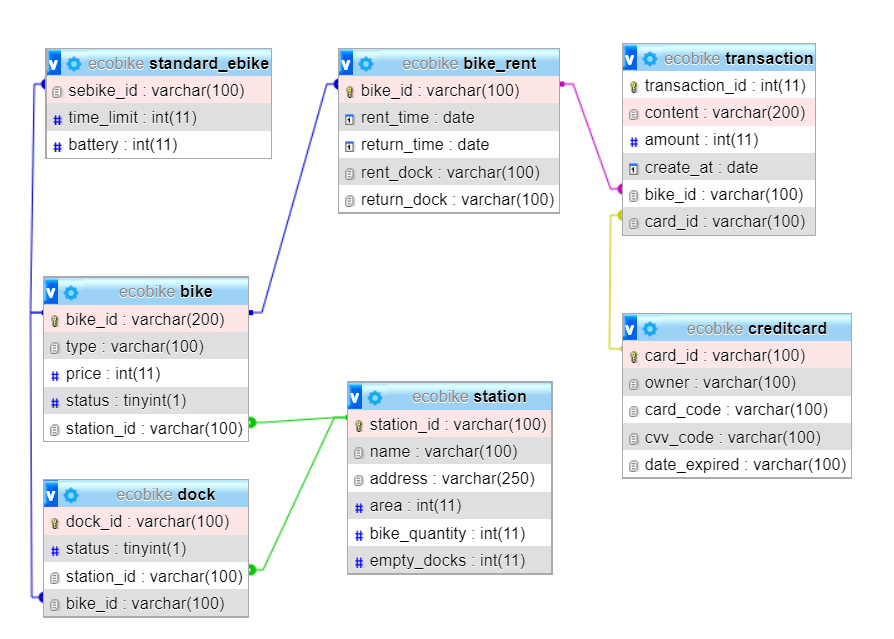 v ecobike standard_ebike
sebike_id : varchar(100)
# time_limit : int(11)
# battery : int(11)
v ecobike bike_rent
bike_id : varchar(100)
rent_time : date
return_time : date
rent_dock : varchar(100)
return_dock : varchar(100)
v ecobike transaction
transaction_id : int(11)
content : varchar(200)
# amount : int(11)
create_at : date
bike_id : varchar(100)
card_id : varchar(100)
v ecobike bike
bike_id : varchar(200)
type : varchar(100)
# price : int(11)
# status : tinyint(1)
station_id : varchar(100)
v ecobike station
station_id : varchar(100)
name : varchar(100)
address : varchar(250)
# area : int(11)
# bike_quantity : int(11)
# empty_docks : int(11)
v ecobike creditcard
card_id : varchar(100)
owner : varchar(100)
card_code : varchar(100)
cvv_code : varchar(100)
date_expired : varchar(100)
v ecobike dock
dock_id : varchar(100)
# status : tinyint(1)
station_id : varchar(100)
bike_id : varchar(100)